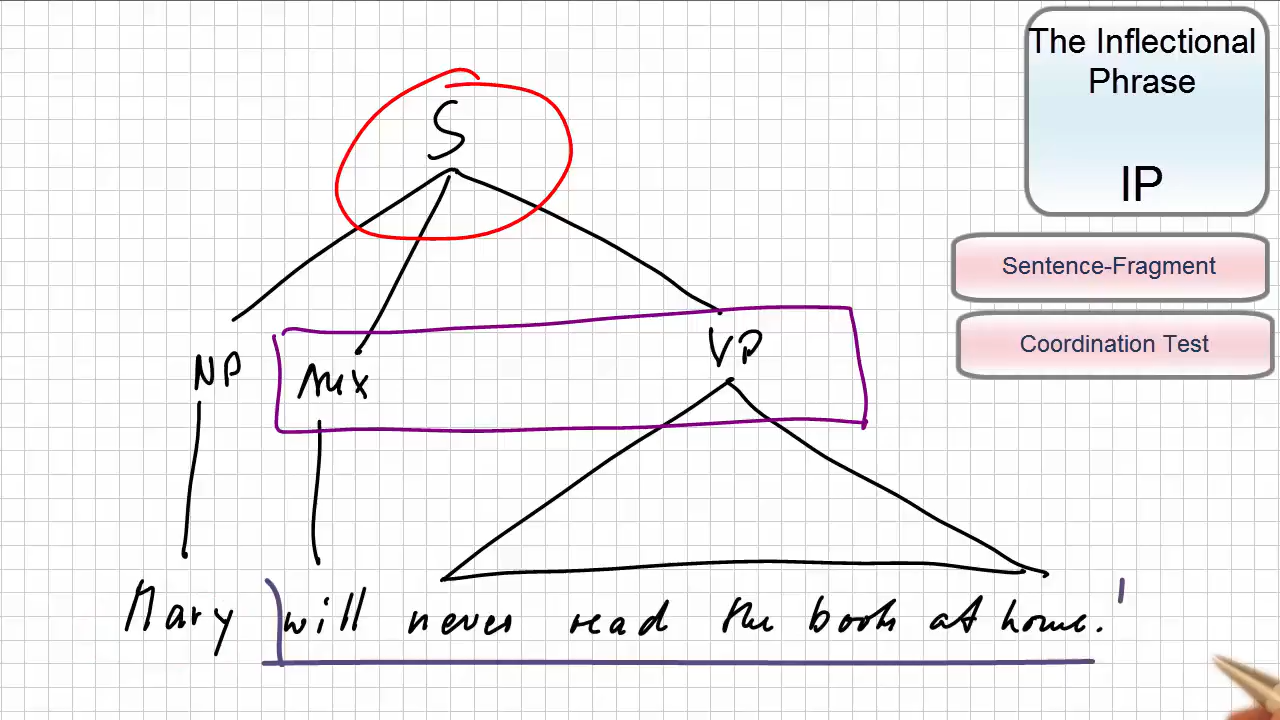 The Inflectional
Phrase
IP
Sentence-Fragment
Coordination Test
S
NP Aux VP
Mary will never read the book at home.